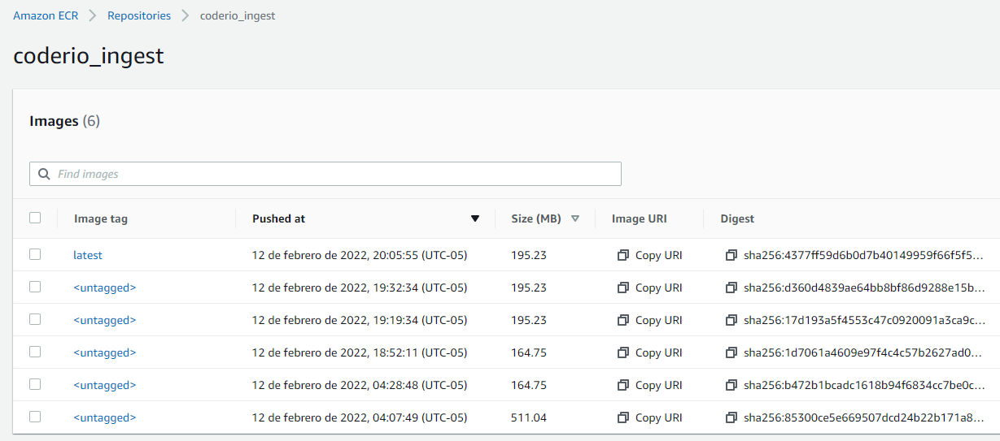 Amazon ECR > Repositories > coderio_ingest
coderio_ingest
Images (6)
Find images
Image tag Pushed at Size (MB) Image URI Digest
latest 12 de febrero de 2022, 20:05:55 (UTC-05) 195.23 Copy URI sha256:4377ff59d6b0d7b40149959f66f5f5...
<untagged> 12 de febrero de 2022, 19:32:34 (UTC-05) 195.23 Copy URI sha256:d360d4839ae64bb8bf86d9288e15b...
<untagged> 12 de febrero de 2022, 19:19:34 (UTC-05) 195.23 Copy URI sha256:17d193a5f4553c47c0920091a3ca9c...
<untagged> 12 de febrero de 2022, 18:52:11 (UTC-05) 164.75 Copy URI sha256:1d7061a4609e97f4c4c57b2627ad0...
<untagged> 12 de febrero de 2022, 04:28:48 (UTC-05) 164.75 Copy URI sha256:b472b1bcadc1618b94f6834cc7be0c...
<untagged> 12 de febrero de 2022, 04:07:49 (UTC-05) 511.04 Copy URI sha256:85300ce5e669507dcd24b22b171a8...